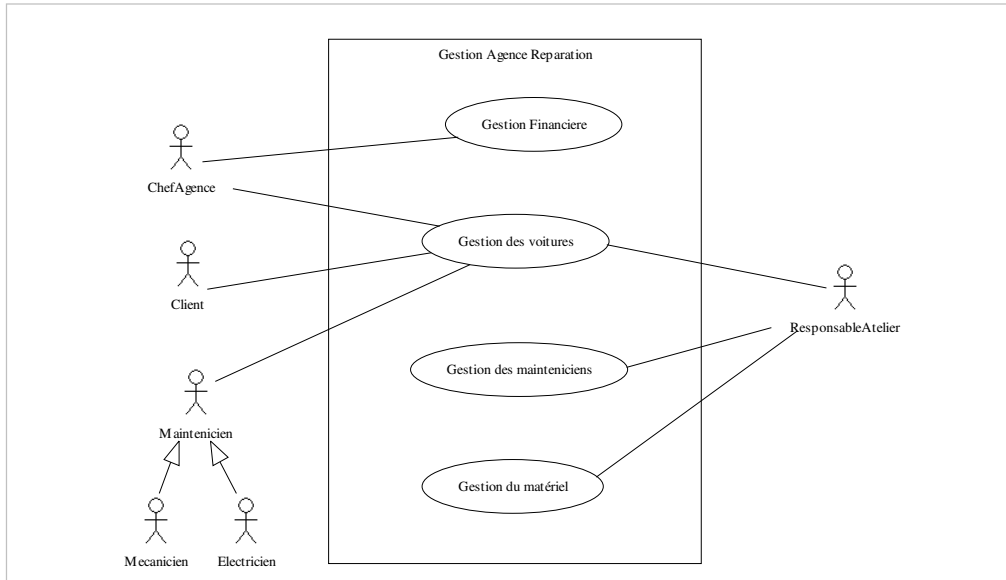 Gestion Agence Reparation
Gestion Financiere
ChefAgence
Gestion des voitures
Client
ResponsableAtelier
Gestion des mainteniciens
Maintenicien
Gestion du matériel
Mecanicien
Electricien